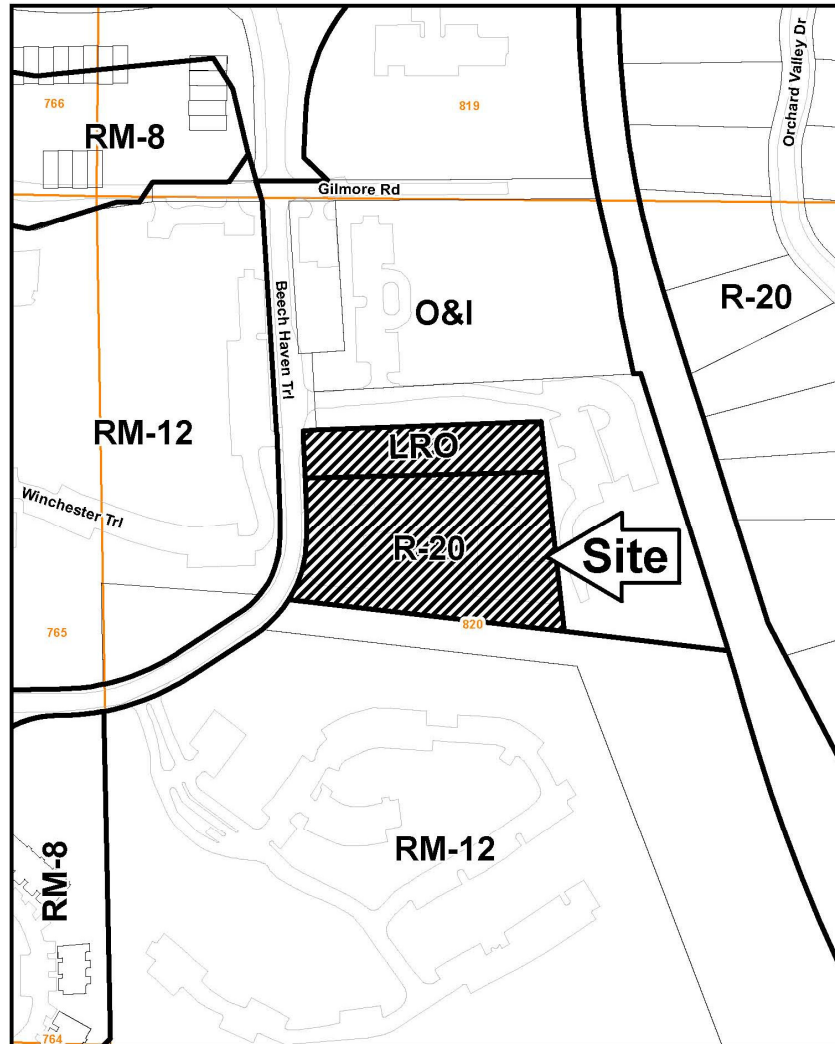 766
RM-8
819
Orchard Valley Dr
Gilmore Rd
Beech Haven Trl
O&I
R-20
RM-12
LRO
Winchester Trl
R-20
Site
820
765
RM-12
RM-8
764